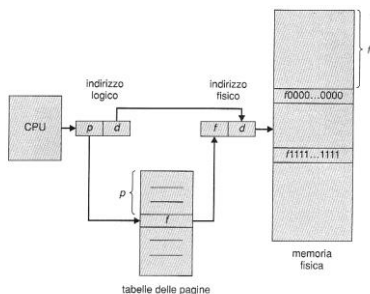 indirizzo
logico
indirizzo
fisico
CPU
p d
f d
f0000...0000
f1111...1111
f
p
f
tabelle delle pagine
memoria
fisica